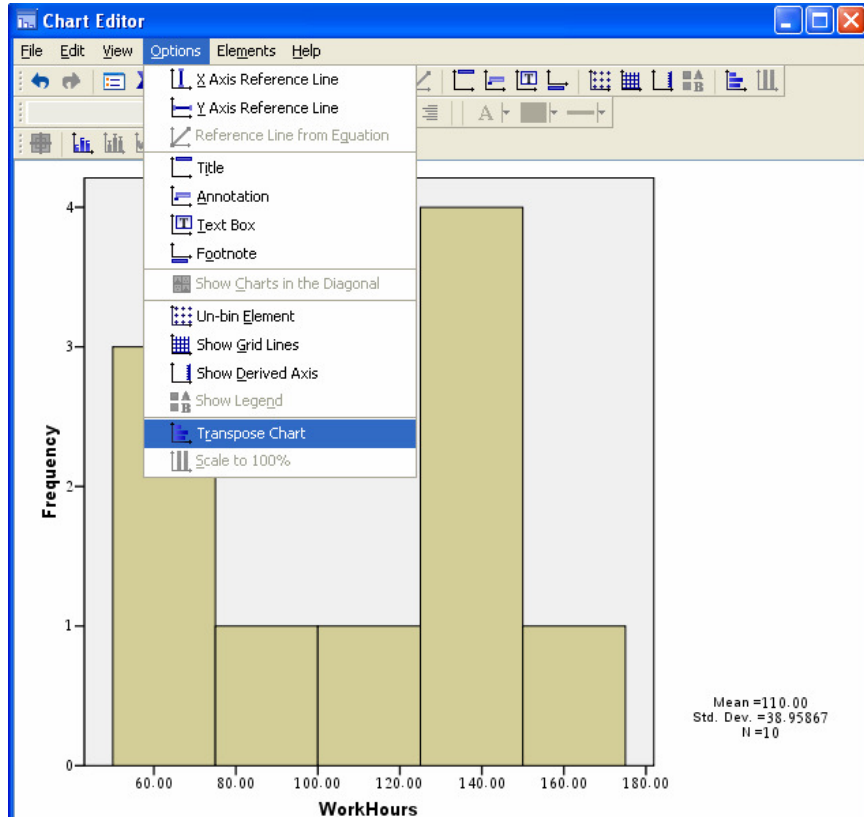 Chart Editor
File Edit View Options Elements Help
X Axis Reference Line
Y Axis Reference Line
Reference Line from Equation
Title
Annotation
Text Box
Footnote
Show Charts in the Diagonal
Un-bin Element
Show Grid Lines
Show Derived Axis
Show Legend
Transpose Chart
Scale to 100%
A
4
3
2
1
0
Frequency
60.00 80.00 100.00 120.00 140.00 160.00 180.00
WorkHours
Mean =110.00
Std. Dev. =38.95867
N =10